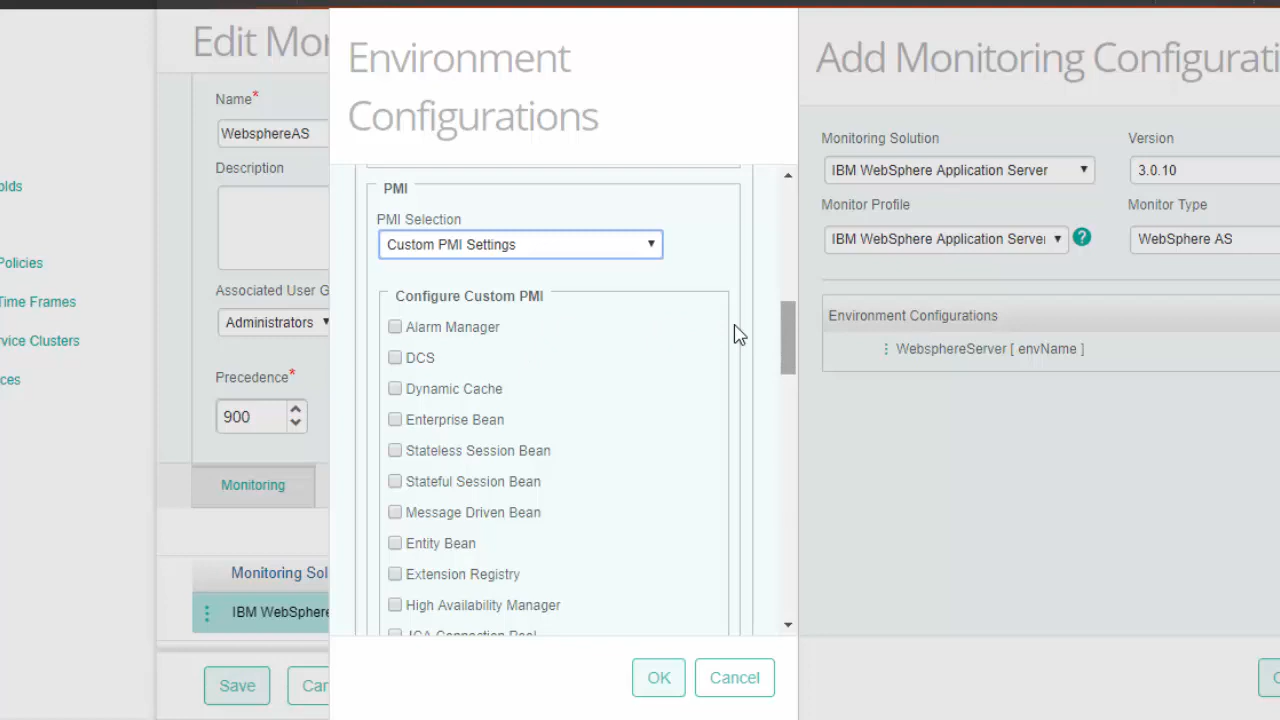 Edit Mo
Name*
WebsphereAS
Description
Associated User G
Administrators
Precedence*
900
Monitoring
Monitoring Sol
IBM WebSphere
Save
Car
olds
Policies
Time Frames
vice Clusters
ces
Environment
Configurations
PMI
PMI Selection
Custom PMI Settings
Configure Custom PMI
Alarm Manager
DCS
Dynamic Cache
Enterprise Bean
Stateless Session Bean
Stateful Session Bean
Message Driven Bean
Entity Bean
Extension Registry
High Availability Manager
JCA Connection Pool
OK
Cancel
Add Monitoring Configurati
Monitoring Solution
Version
IBM WebSphere Application Server
3.0.10
Monitor Profile
Monitor Type
IBM WebSphere Application Server
?
WebSphere AS
Environment Configurations
WebsphereServer [ envName ]